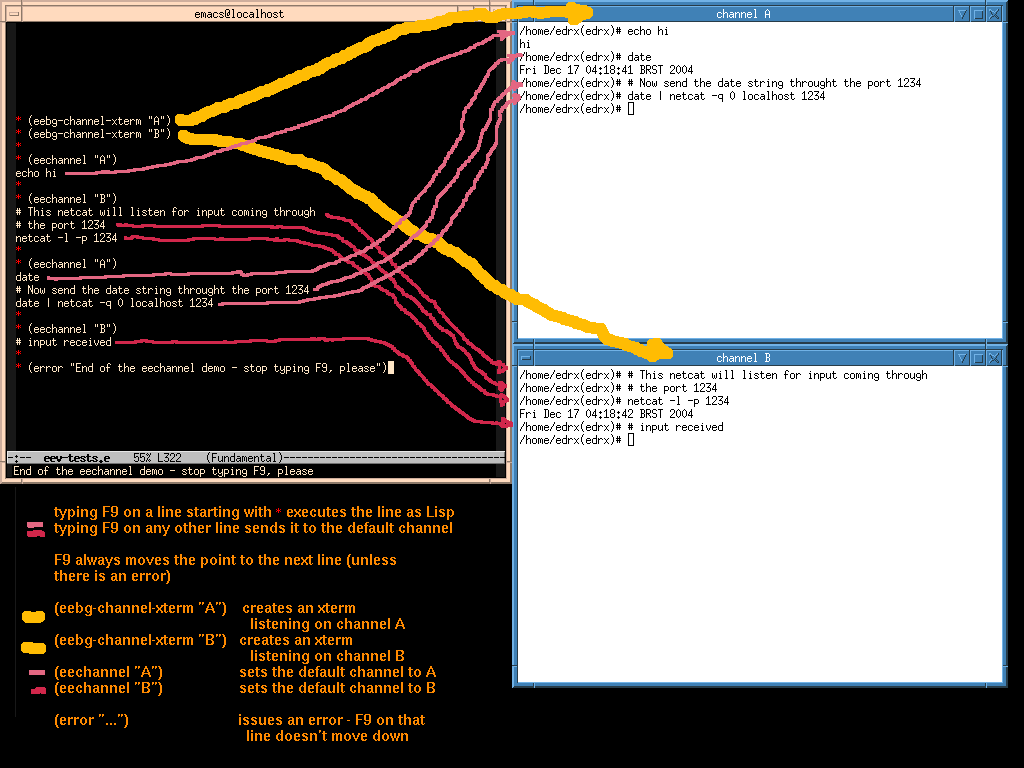 emacs@localhost
* (eebg-channel-xterm "A")
* (eebg-channel-xterm "B")
*
* (eechannel "A")
echo hi
*
* (eechannel "B")
# This netcat will listen for input coming through
# the port 1234
netcat -l -p 1234
*
* (eechannel "A")
date
# Now send the date string throught the port 1234
date | netcat -q 0 localhost 1234
*
* (eechannel "B")
# input received
*
* (error "End of the eechannel demo - stop typing F9, please")
-:-- eev-tests.e 55% L322 (Fundamental)--------------------------------------
End of the eechannel demo - stop typing F9, please
channel A
/home/edrx(edrx)# echo hi
hi
/home/edrx(edrx)# date
Fri Dec 17 04:18:41 BRST 2004
/home/edrx(edrx)# # Now send the date string throught the port 1234
/home/edrx(edrx)# date | netcat -q 0 localhost 1234
/home/edrx(edrx)#
channel B
/home/edrx(edrx)# # This netcat will listen for input coming through
/home/edrx(edrx)# # the port 1234
/home/edrx(edrx)# netcat -l -p 1234
Fri Dec 17 04:18:42 BRST 2004
/home/edrx(edrx)# # input received
/home/edrx(edrx)#
typing F9 on a line starting with * executes the line as Lisp
typing F9 on any other line sends it to the default channel
F9 always moves the point to the next line (unless
there is an error)
(eebg-channel-xterm "A") creates an xterm
listening on channel A
(eebg-channel-xterm "B") creates an xterm
listening on channel B
(eechannel "A") sets the default channel to A
(eechannel "B") sets the default channel to B
(error "...") issues an error - F9 on that
line doesn't move down